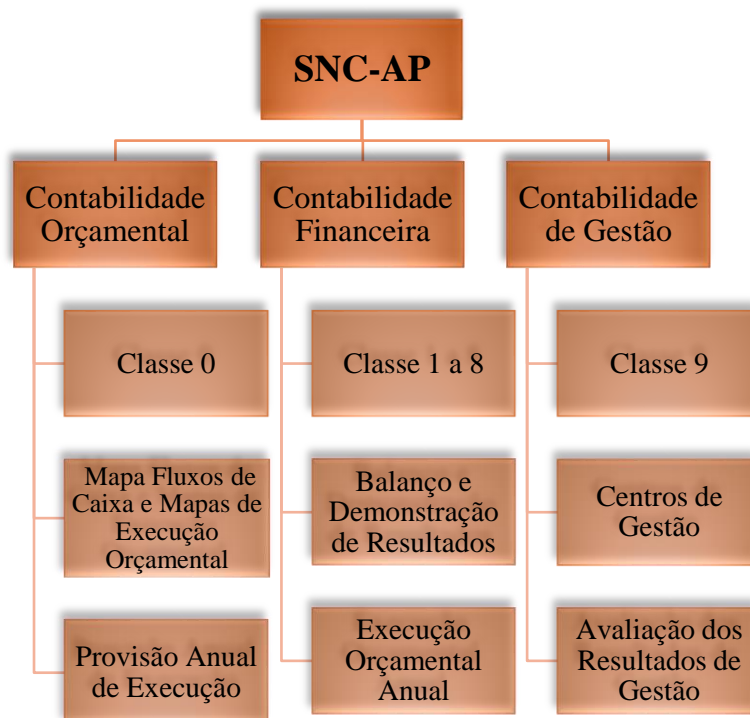 SNC-AP
Contabilidade
Orçamental
Contabilidade
Financeira
Contabilidade
de Gestão
Classe 0
Mapa Fluxos de
Caixa e Mapas de
Execução
Orçamental
Provisão Anual
de Execução
Classe 1 a 8
Balanço e
Demonstração
de Resultados
Execução
Orçamental
Anual
Classe 9
Centros de
Gestão
Avaliação dos
Resultados de
Gestão